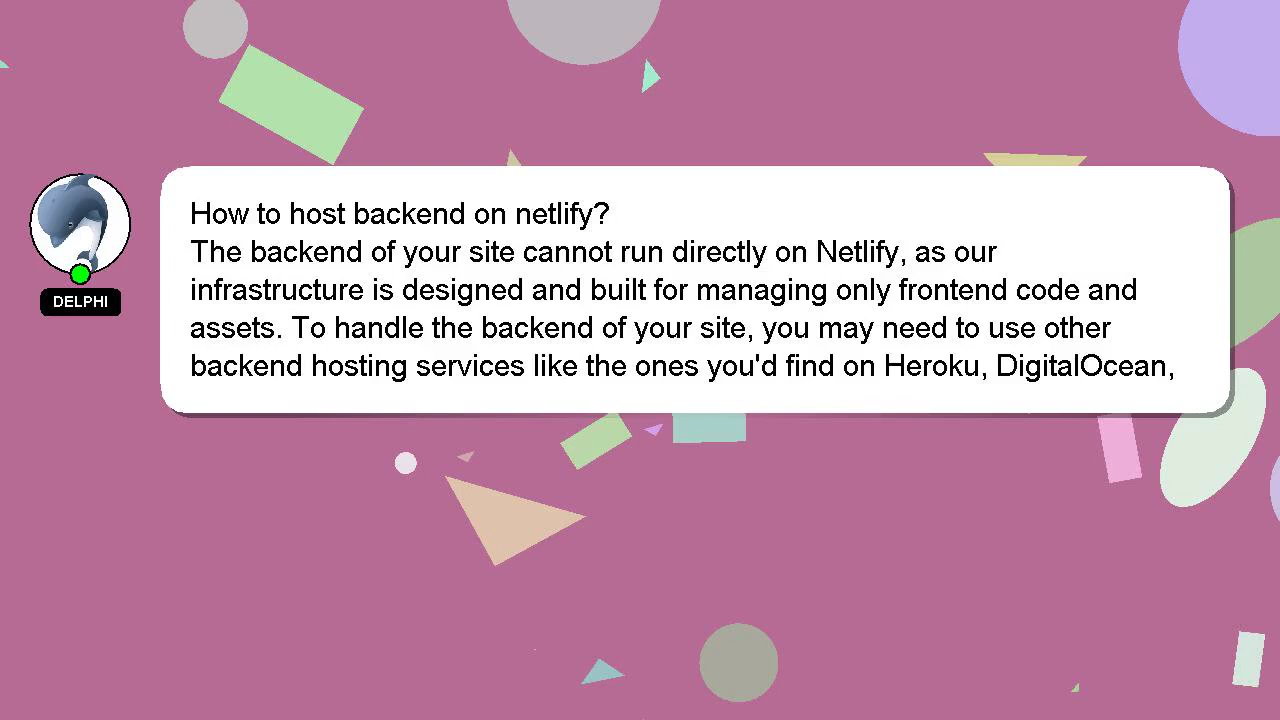 How to host backend on netlify?
The backend of your site cannot run directly on Netlify, as our
infrastructure is designed and built for managing only frontend code and
assets. To handle the backend of your site, you may need to use other
backend hosting services like the ones you'd find on Heroku, DigitalOcean,
DELPHI